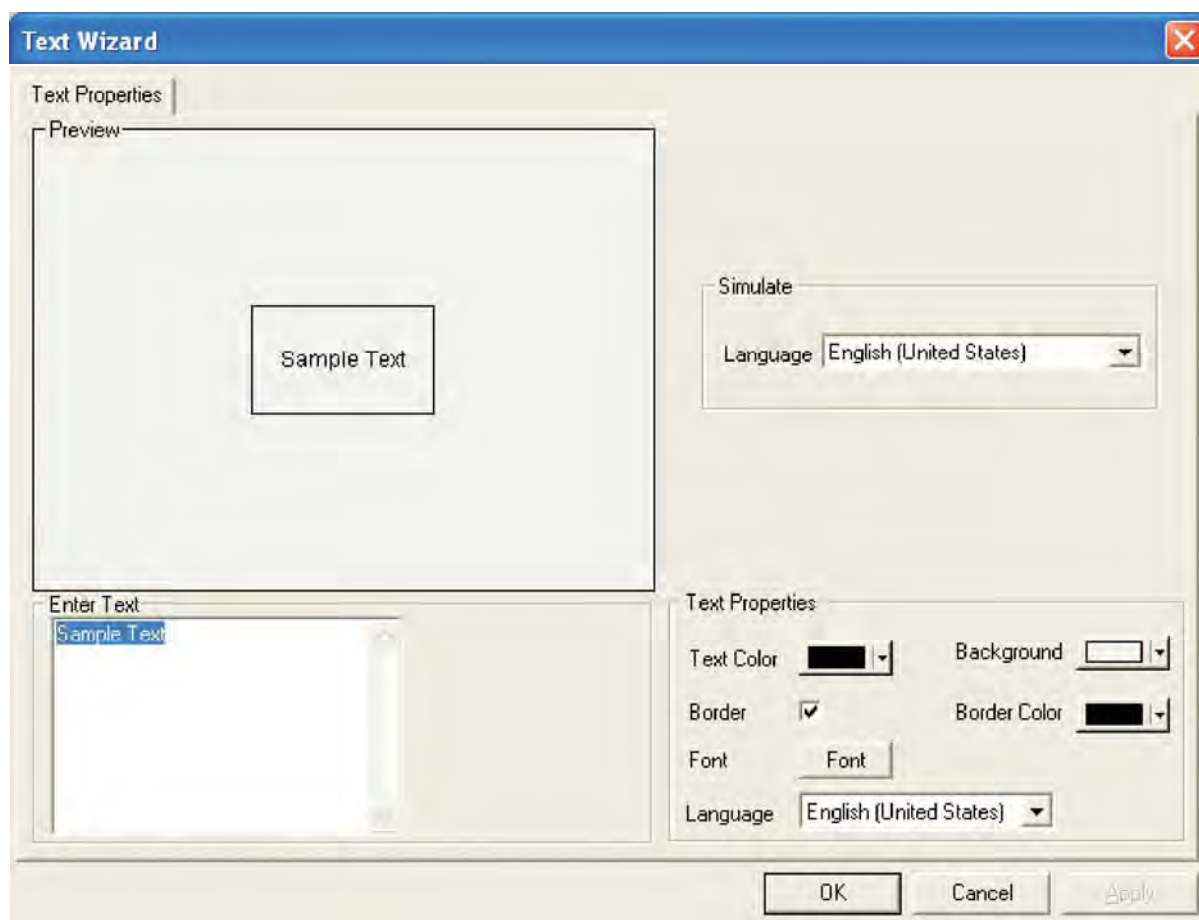 Text Wizard
Text Properties
Preview
Sample Text
Simulate
Language English (United States)
Enter Text
Sample Text
Text Properties
Text Color Background
Border Border Color
Font Font
Language English (United States)
OK Cancel Apply